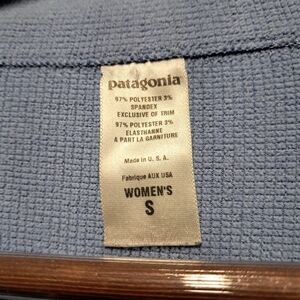 patagonia
97% POLYESTER 3%
SPANDEX
EXCLUSIVE OF TRIM
97% POLYESTER 3%
ELASTHANNE
A PART LA GARNITURE
Made in U. S. A.
Fabrique AUX USA
WOMEN'S
S